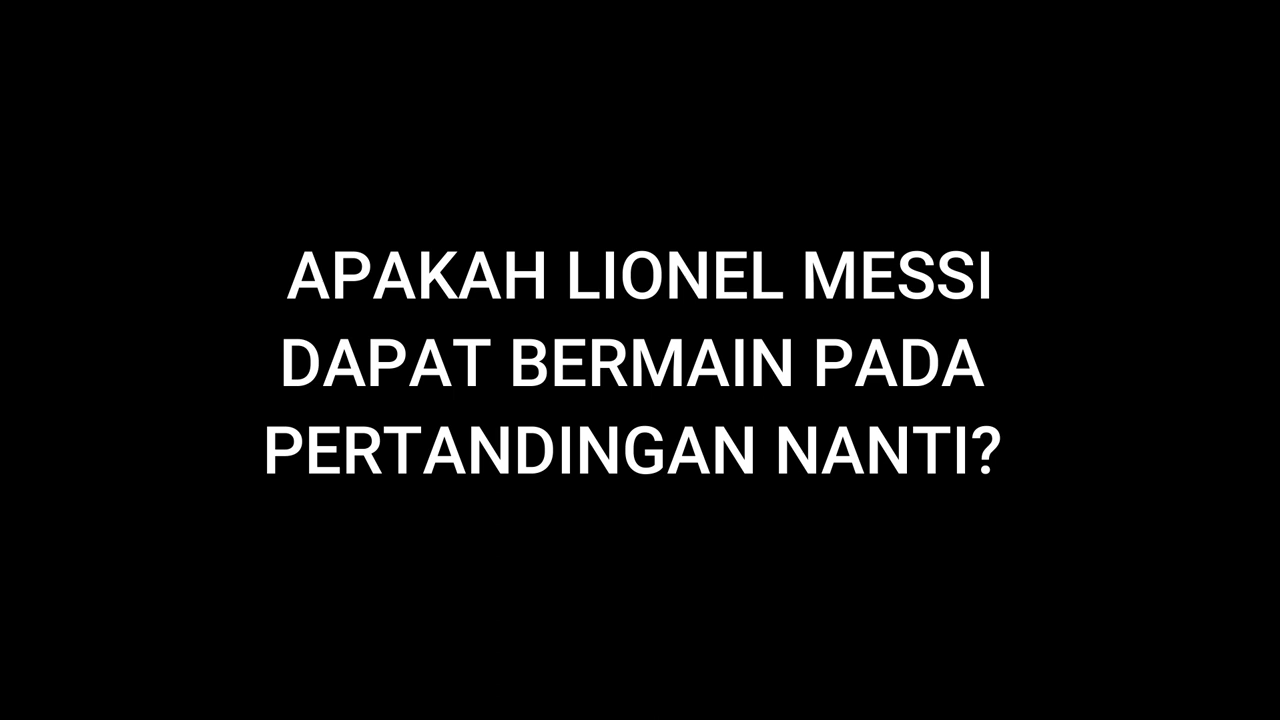 APAKAH LIONEL MESSI
DAPAT BERMAIN PADA
PERTANDINGAN NANTI?